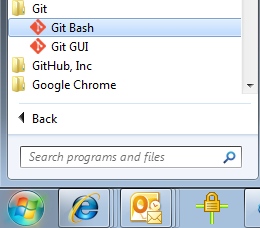 Git
Git Bash
Git GUI
GitHub, Inc
Google Chrome
Back
Search programs and files